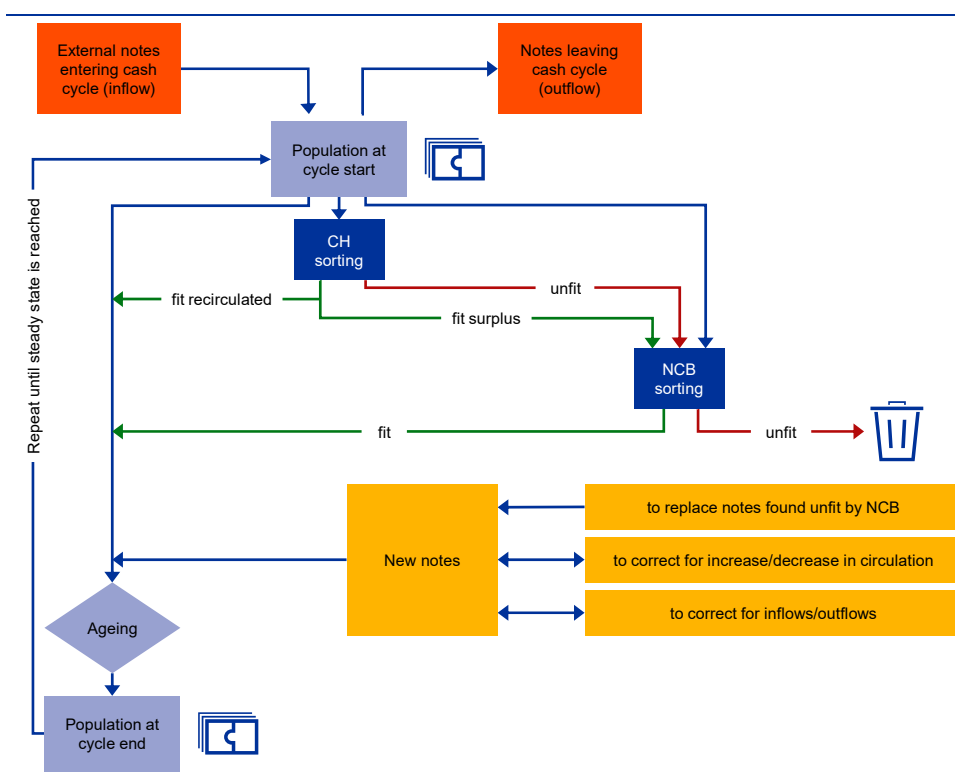 External notes
entering cash
cycle (inflow)
Notes leaving
cash cycle
(outflow)
Population at
cycle start
CH
sorting
fit recirculated
unfit
fit surplus
NCB
sorting
fit
unfit
Repeat until steady state is reached
New notes
to replace notes found unfit by NCB
to correct for increase/decrease in circulation
to correct for inflows/outflows
Ageing
Population at
cycle end